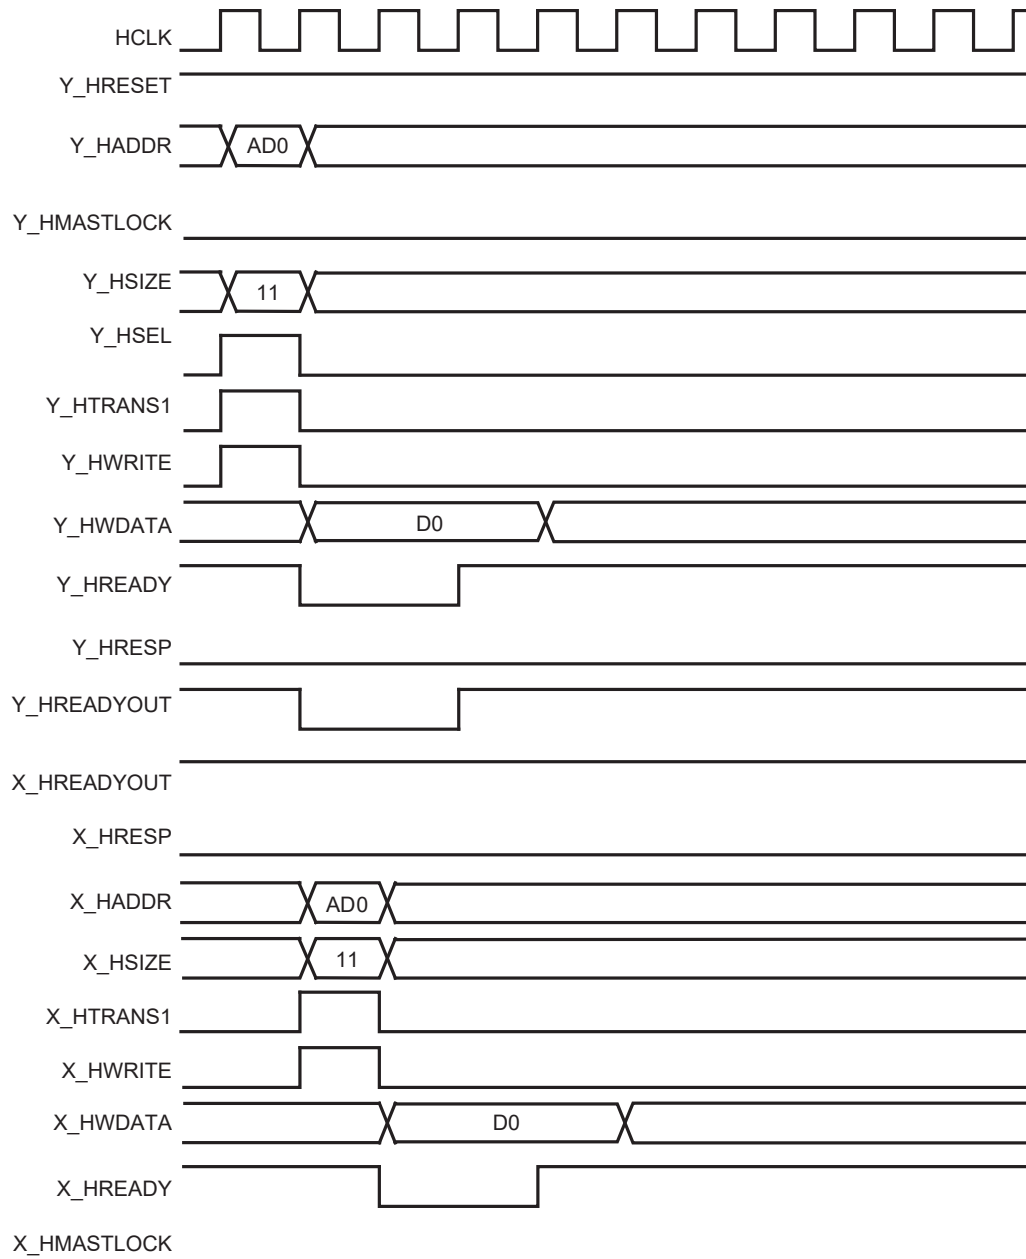 HCLK
Y_HRESET
Y_HADDR AD0
Y_HMASTLOCK
Y_HSIZE 11
Y_HSEL
Y_HTRANS1
Y_HWRITE
Y_HWDATA D0
Y_HREADY
Y_HRESP
Y_HREADYOUT
X_HREADYOUT
X_HRESP
X_HADDR AD0
X_HSIZE 11
X_HTRANS1
X_HWRITE
X_HWDATA D0
X_HREADY
X_HMASTLOCK